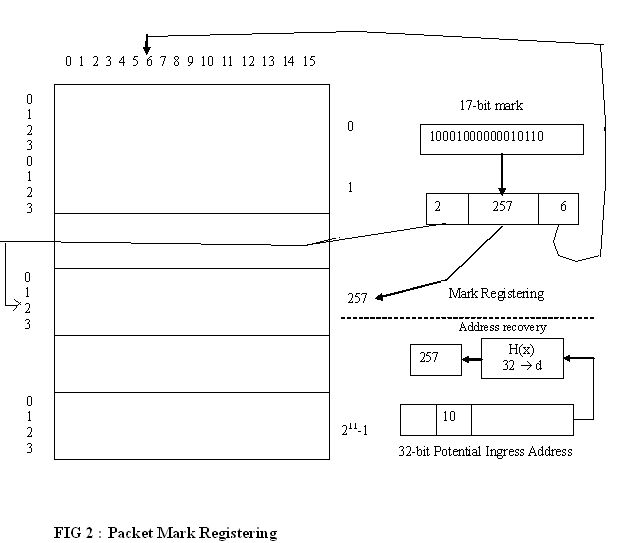 0 1 2 3 4 5 6 7 8 9 10 11 12 13 14 15
0
1
2
3
0
1
2
3
0
1
17-bit mark
10001000000010110
2 257 6
0
1
2
3
257
Mark Registering
Address recovery
257
H(x)
32 → d
0
1
2
3
2¹¹-1
10
32-bit Potential Ingress Address
FIG 2 : Packet Mark Registering